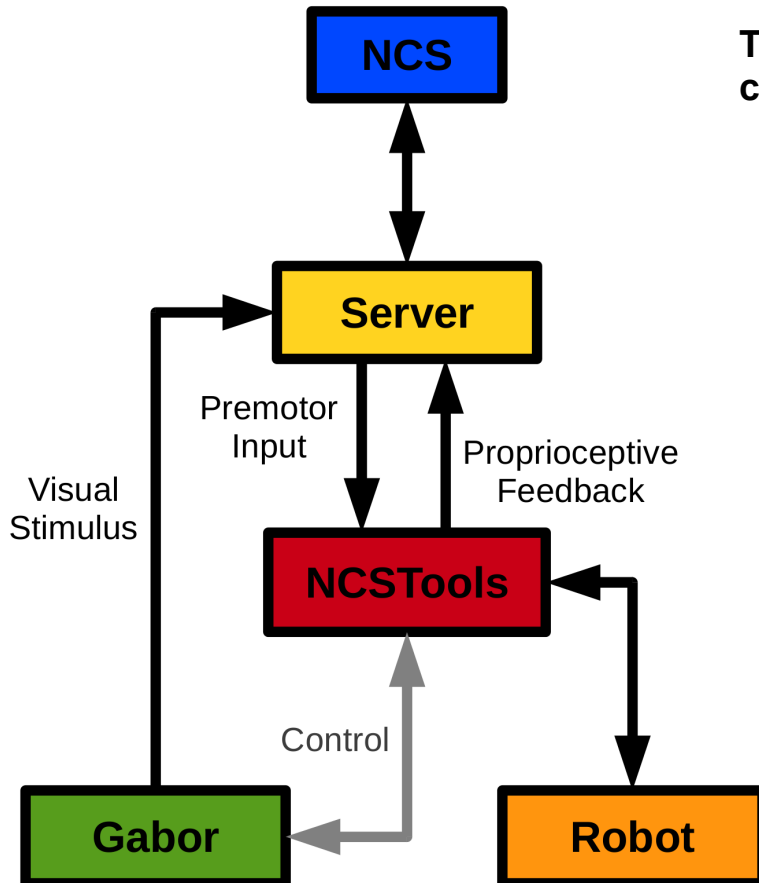 NCS
T
c
Server
Premotor
Input
Proprioceptive
Feedback
Visual
Stimulus
NCSTools
Control
Gabor
Robot